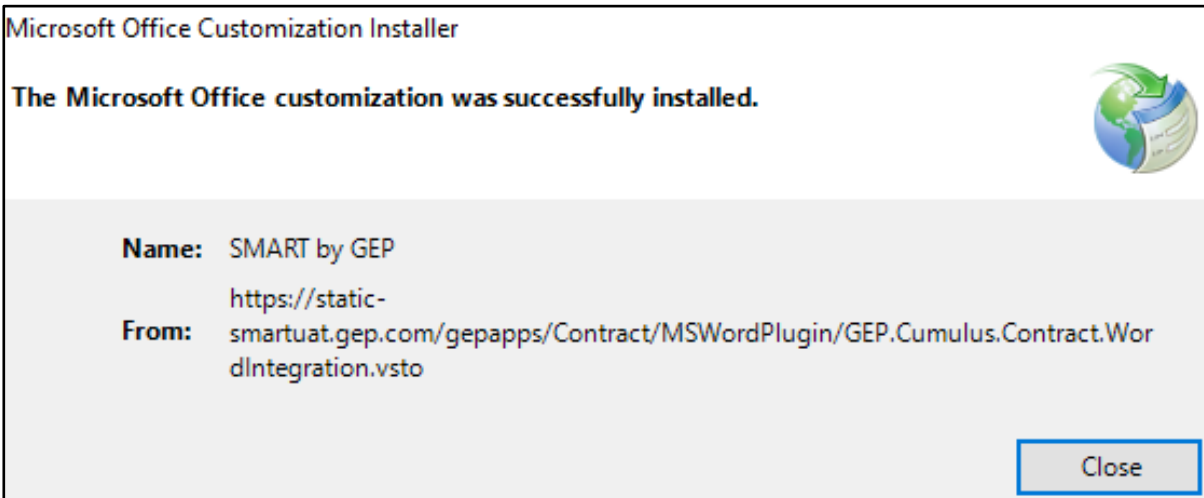 Microsoft Office Customization Installer
The Microsoft Office customization was successfully installed.
Name: SMART by GEP
https://static-
From: smartuat.gep.com/gepapps/Contract/MSWordPlugin/GEP.Cumulus.Contract.Wor
dIntegration.vsto
Close